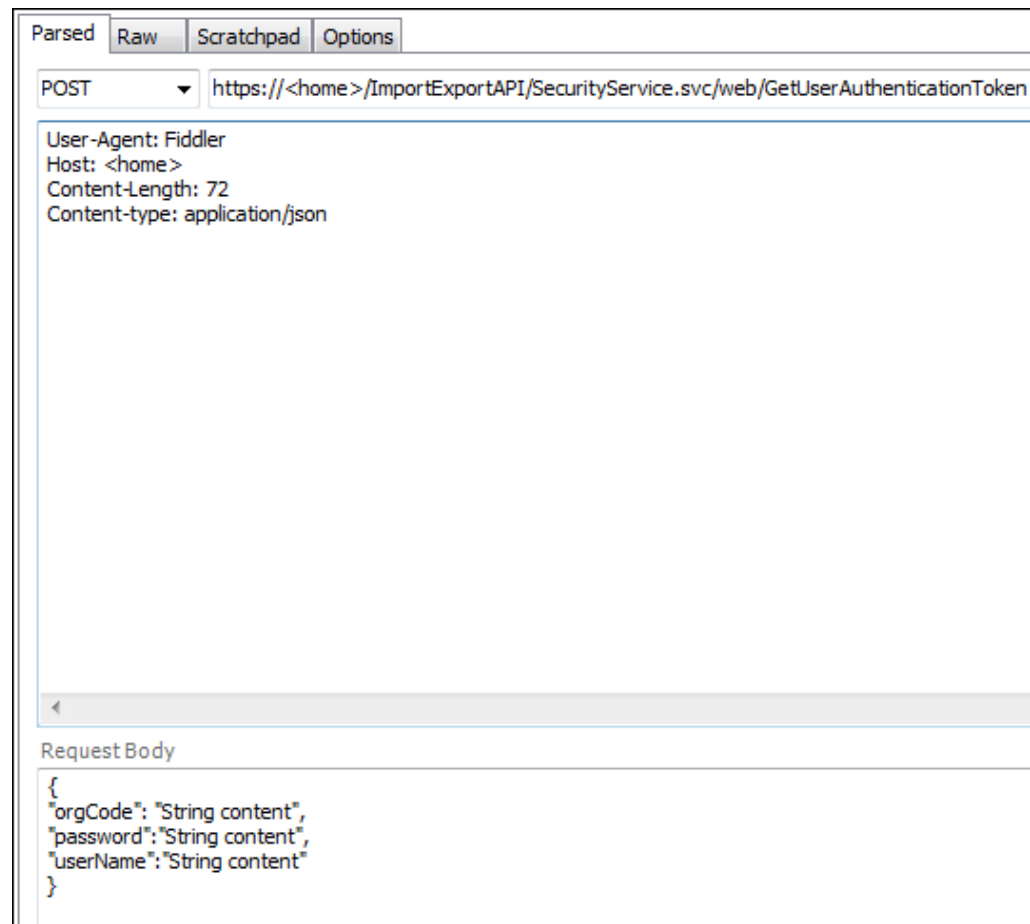 Parsed Raw Scratchpad Options
POST https://<home>/ImportExportAPI/SecurityService.svc/web/GetUserAuthenticationToken
User-Agent: Fiddler
Host: <home>
Content-Length: 72
Content-type: application/json
Request Body
{
"orgCode": "String content",
"password":"String content",
"userName":"String content"
}